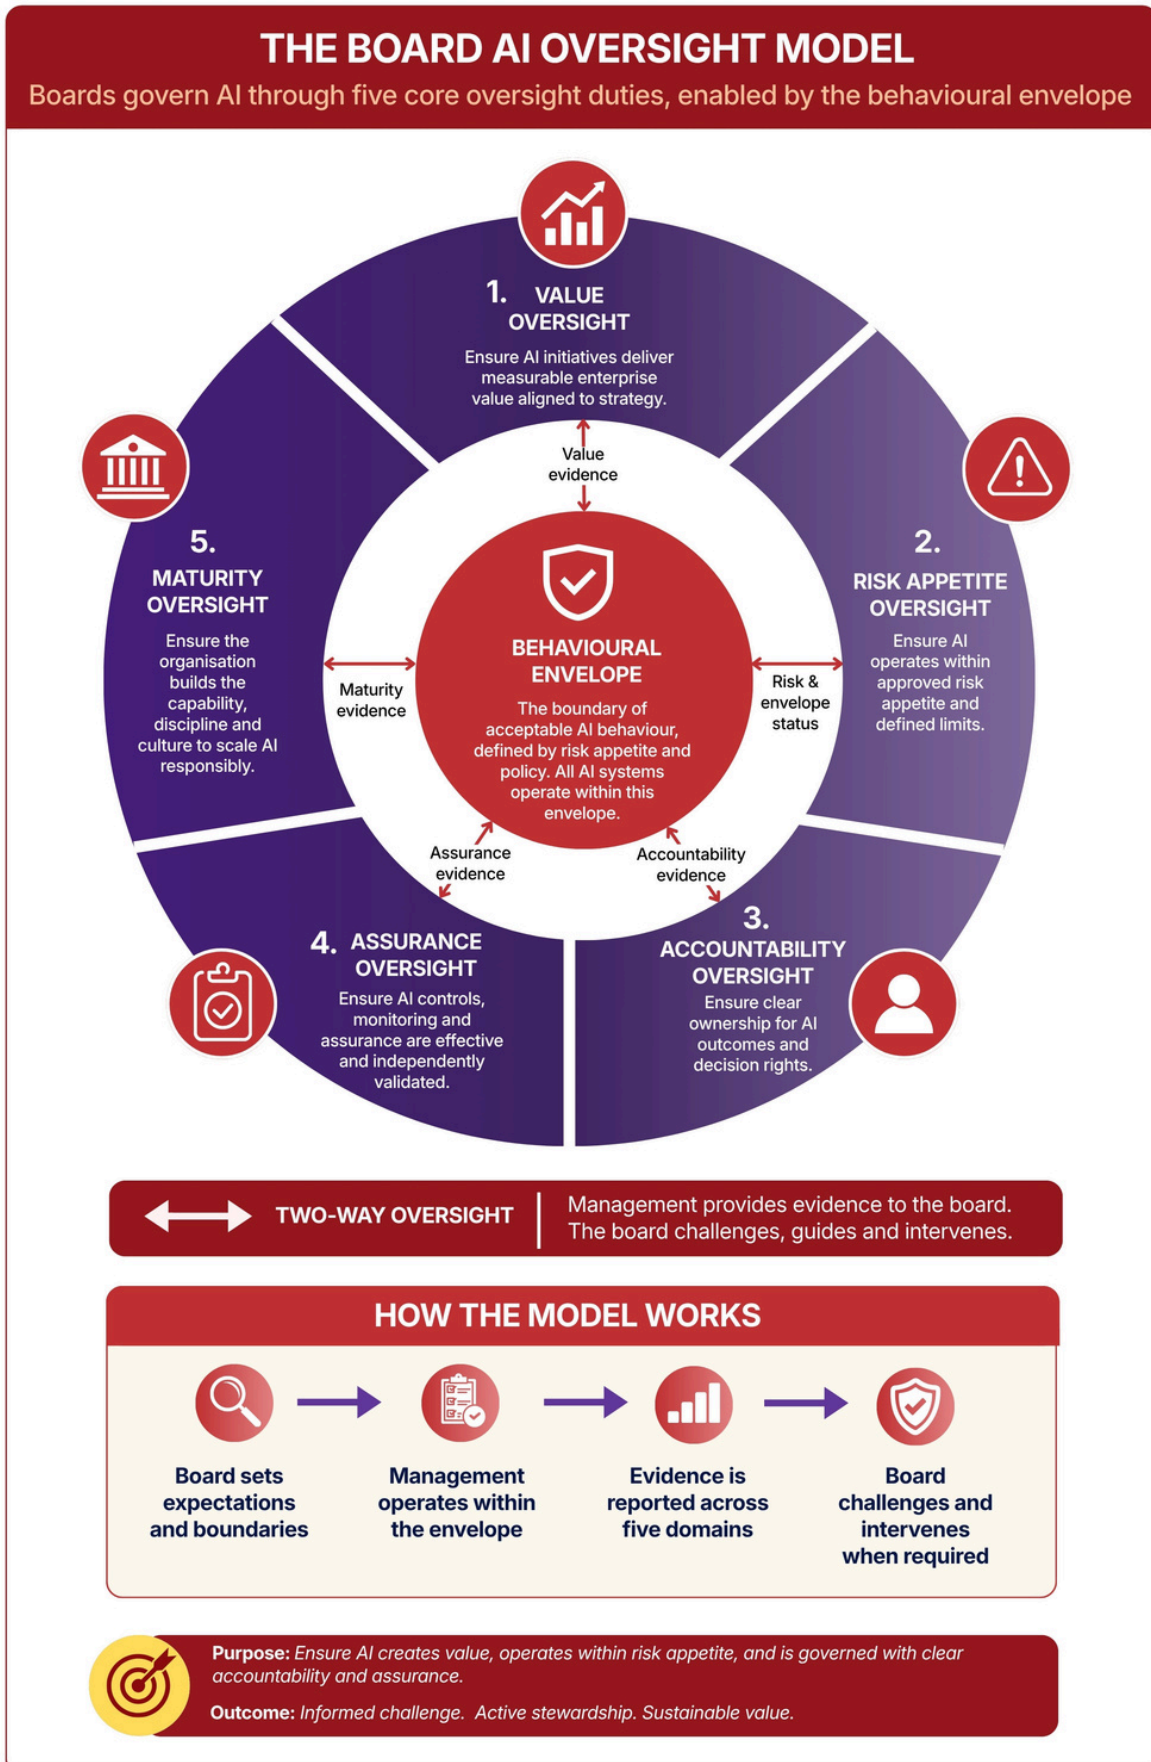 THE BOARD AI OVERSIGHT MODEL
Boards govern AI through five core oversight duties, enabled by the behavioural envelope
1. VALUE
OVERSIGHT
Ensure AI initiatives deliver
measurable enterprise
value aligned to strategy.
Value
evidence
2.
RISK APPETITE
OVERSIGHT
Ensure AI
operates within
approved risk
appetite and
defined limits.
Risk &
envelope
status
3.
ACCOUNTABILITY
OVERSIGHT
Ensure clear
ownership for AI
outcomes and
decision rights.
Accountability
evidence
4. ASSURANCE
OVERSIGHT
Ensure AI controls,
monitoring and
assurance are effective
and independently
validated.
Assurance
evidence
5.
MATURITY
OVERSIGHT
Ensure the
organisation
builds the
capability,
discipline and
culture to scale AI
responsibly.
Maturity
evidence
BEHAVIOURAL
ENVELOPE
The boundary of
acceptable AI behaviour,
defined by risk appetite and
policy. All AI systems
operate within this
envelope.
TWO-WAY OVERSIGHT
Management provides evidence to the board.
The board challenges, guides and intervenes.
HOW THE MODEL WORKS
Board sets
expectations
and boundaries
Management
operates within
the envelope
Evidence is
reported across
five domains
Board
challenges and
intervenes
when required
Purpose: Ensure AI creates value, operates within risk appetite, and is governed with clear
accountability and assurance.
Outcome: Informed challenge. Active stewardship. Sustainable value.